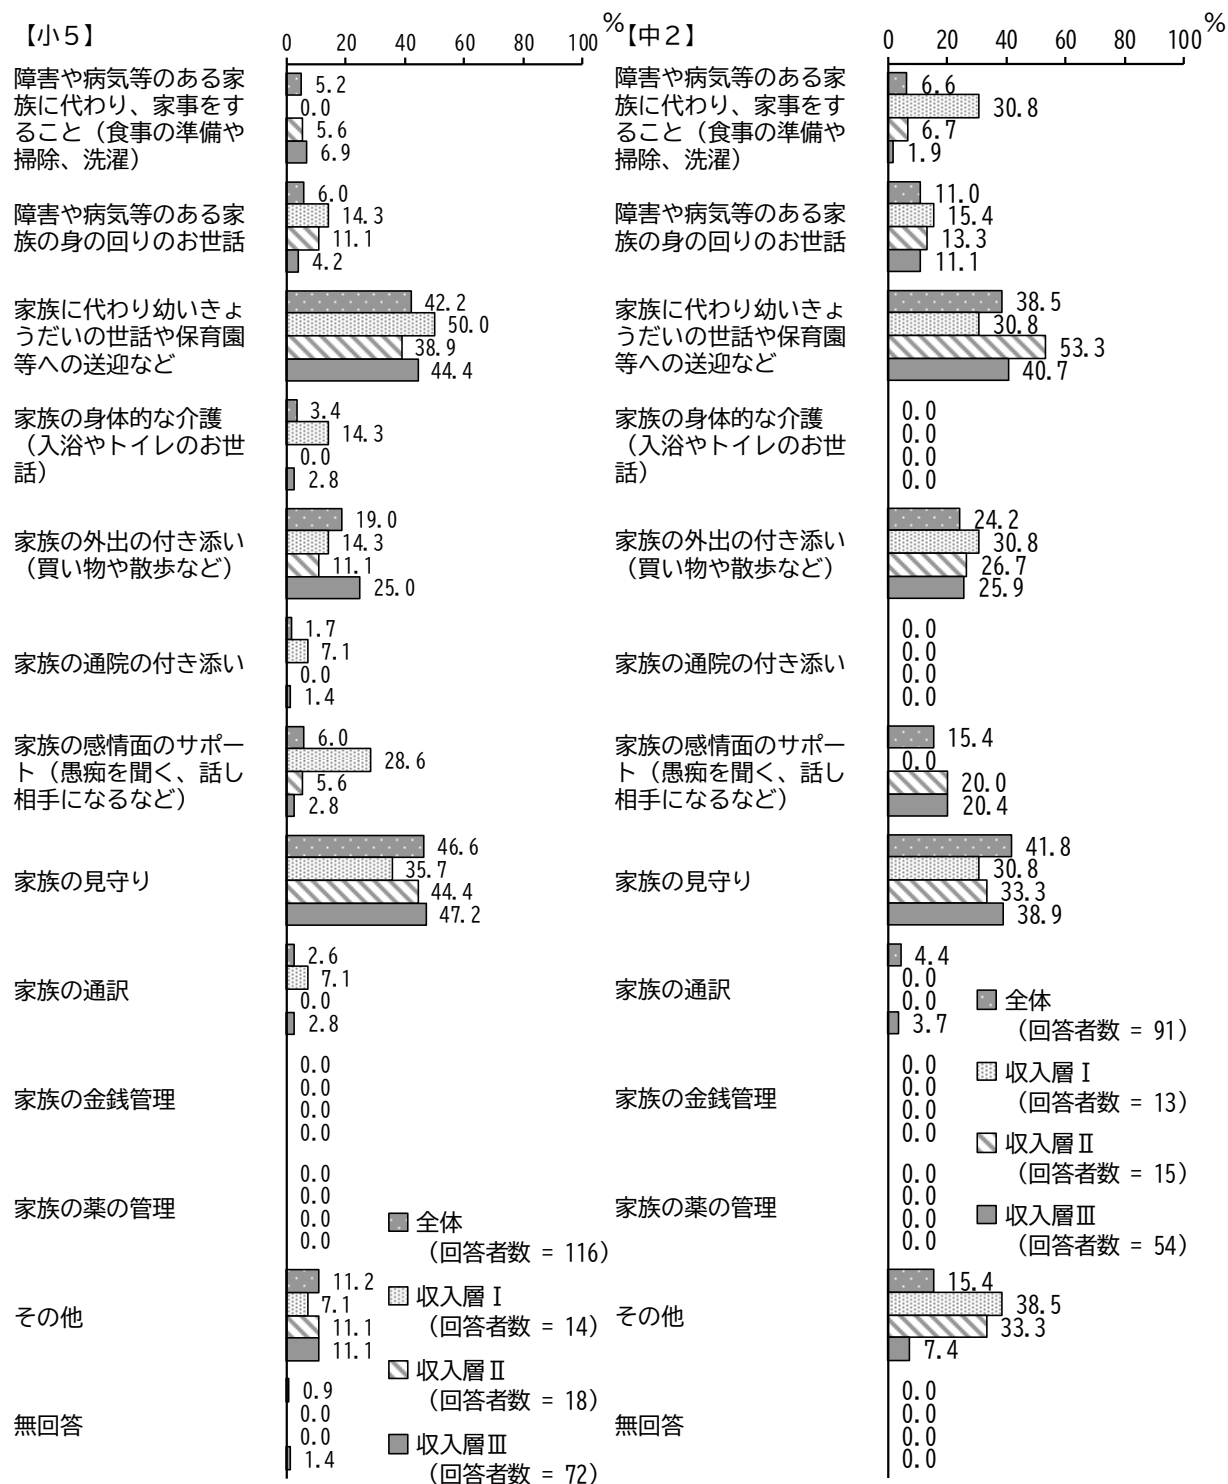 【小５】
0 20 40 60 80 100 %
障害や病気等のある家
族に代わり、家事をす
ること（食事の準備や
掃除、洗濯）
5.2
0.0
5.6
6.9
障害や病気等のある家
族の身の回りのお世話
6.0
14.3
11.1
4.2
家族に代わり幼いきょ
うだいの世話や保育園
等への送迎など
42.2
50.0
38.9
44.4
家族の身体的な介護
（入浴やトイレのお世
話）
3.4
14.3
0.0
2.8
家族の外出の付き添い
（買い物や散歩など）
19.0
14.3
11.1
25.0
家族の通院の付き添い
1.7
7.1
0.0
1.4
家族の感情面のサポー
ト（愚痴を聞く、話し
相手になるなど）
6.0
28.6
5.6
2.8
家族の見守り
46.6
35.7
44.4
47.2
家族の通訳
2.6
7.1
0.0
2.8
家族の金銭管理
0.0
0.0
0.0
0.0
家族の薬の管理
0.0
0.0
0.0
0.0
その他
11.2
7.1
11.1
11.1
無回答
0.9
0.0
0.0
1.4
全体
（回答者数 = 116）
収入層Ⅰ
（回答者数 = 14）
収入層Ⅱ
（回答者数 = 18）
収入層Ⅲ
（回答者数 = 72）
【中２】
0 20 40 60 80 100 %
障害や病気等のある家
族に代わり、家事をす
ること（食事の準備や
掃除、洗濯）
6.6
30.8
6.7
1.9
障害や病気等のある家
族の身の回りのお世話
11.0
15.4
13.3
11.1
家族に代わり幼いきょ
うだいの世話や保育園
等への送迎など
38.5
30.8
53.3
40.7
家族の身体的な介護
（入浴やトイレのお世
話）
0.0
0.0
0.0
0.0
家族の外出の付き添い
（買い物や散歩など）
24.2
30.8
26.7
25.9
家族の通院の付き添い
0.0
0.0
0.0
0.0
家族の感情面のサポー
ト（愚痴を聞く、話し
相手になるなど）
15.4
0.0
20.0
20.4
家族の見守り
41.8
30.8
33.3
38.9
家族の通訳
4.4
0.0
0.0
3.7
家族の金銭管理
0.0
0.0
0.0
0.0
家族の薬の管理
0.0
0.0
0.0
0.0
その他
15.4
38.5
33.3
7.4
無回答
0.0
0.0
0.0
0.0
全体
（回答者数 = 91）
収入層Ⅰ
（回答者数 = 13）
収入層Ⅱ
（回答者数 = 15）
収入層Ⅲ
（回答者数 = 54）